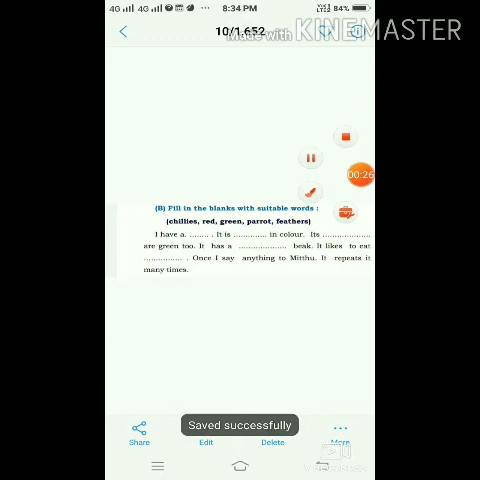 4G 4G ... 8:34 PM 84%
10/1,652
Made with KINEMASTER
00:26
(B) Fill in the blanks with suitable words :
(chillies, red, green, parrot, feathers)
I have a. ........ . It is .............. in colour. Its ....................
are green too. It has a .................... beak. It likes to eat
................ . Once I say anything to Mitthu. It repeats it
many times.
Saved successfully
Share Edit Delete More